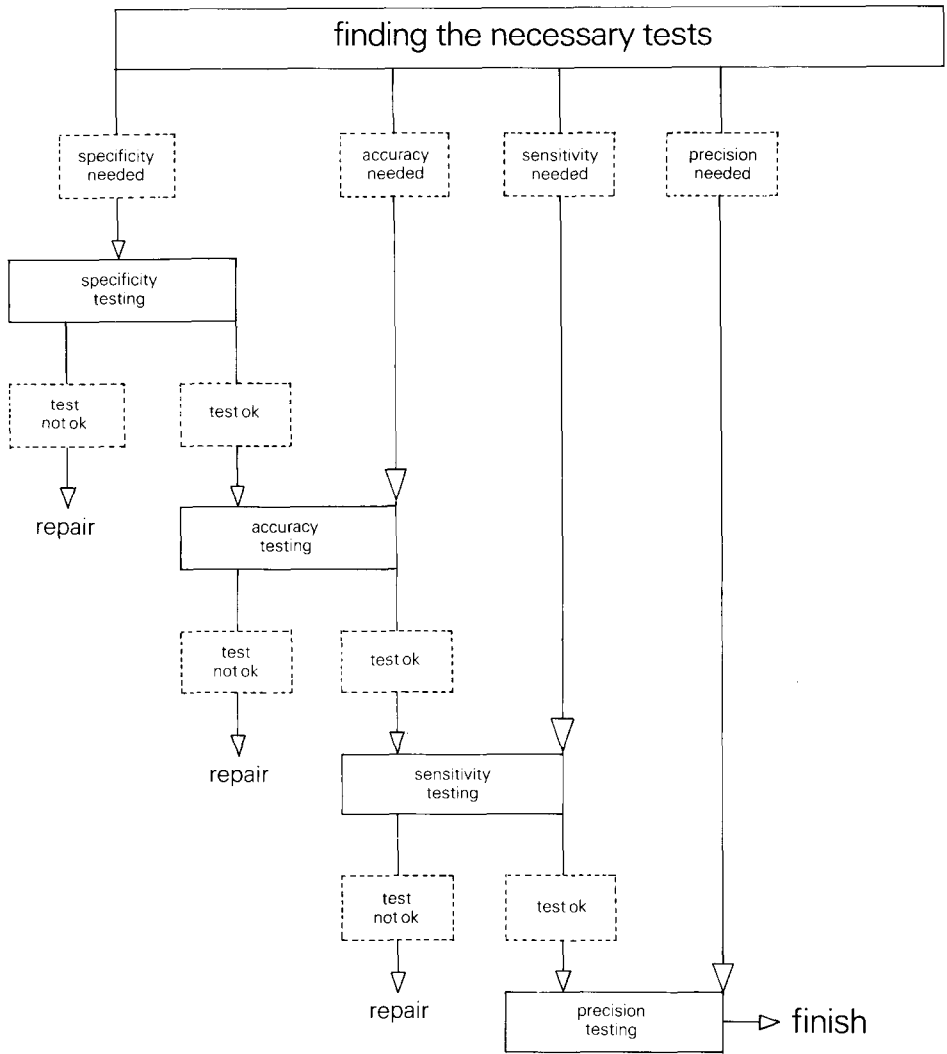 finding the necessary tests
specificity
needed
accuracy
needed
sensitivity
needed
precision
needed
specificity
testing
test
not ok
test ok
repair
accuracy
testing
test
not ok
test ok
repair
sensitivity
testing
test
not ok
test ok
repair
precision
testing
finish